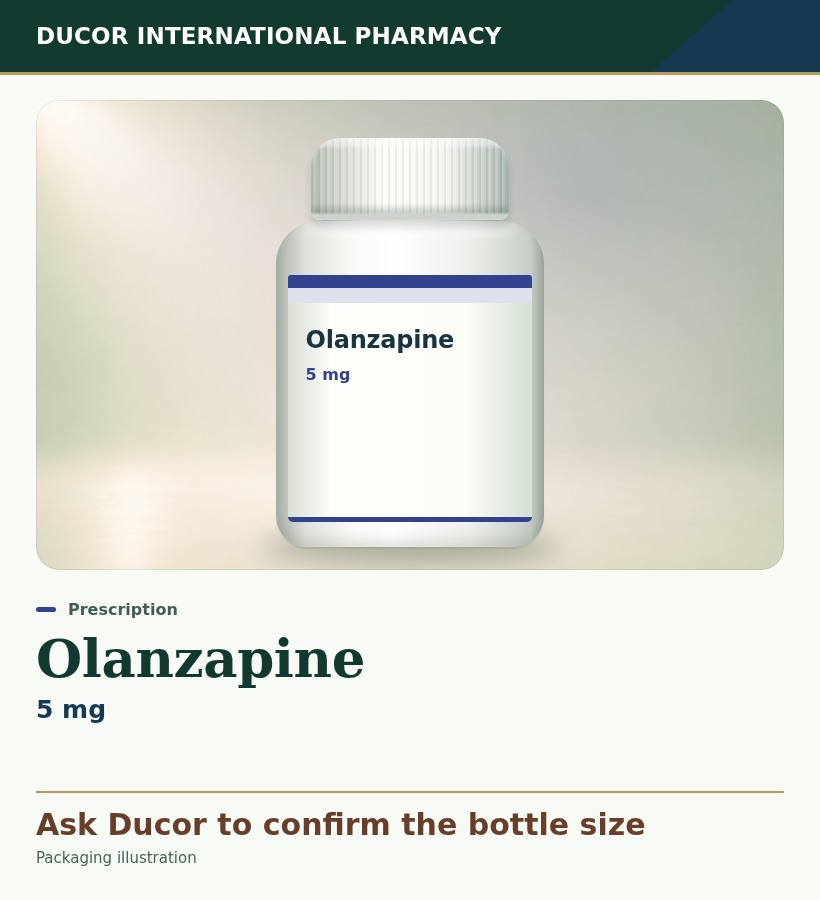 DUCOR INTERNATIONAL PHARMACY
Olanzapine
5 mg
Prescription
Olanzapine
5 mg
Ask Ducor to confirm the bottle size
Packaging illustration